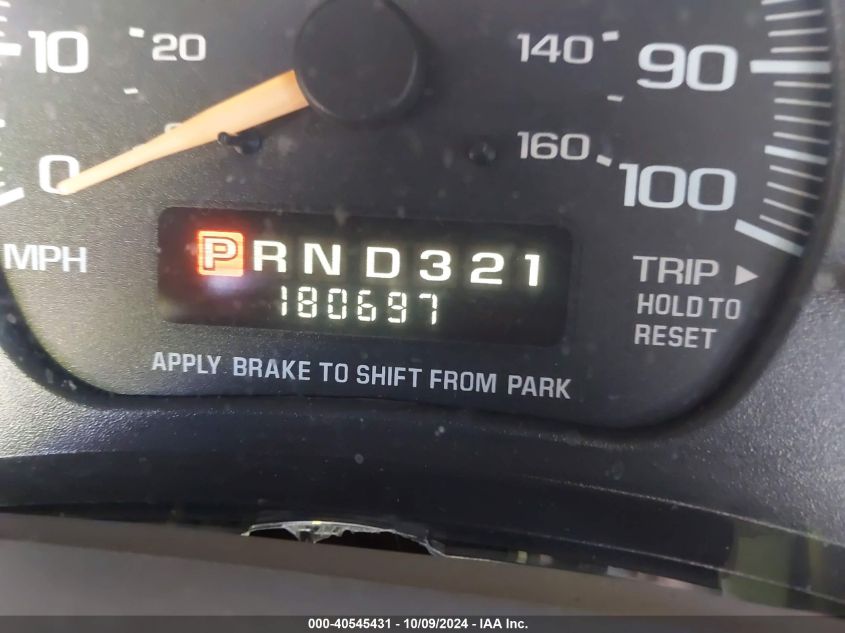 10 20 140 90
0 160 100
MPH PRND321 TRIP ►
180697 HOLD TO
RESET
APPLY BRAKE TO SHIFT FROM PARK
000-40545431 - 10/09/2024 - IAA Inc.